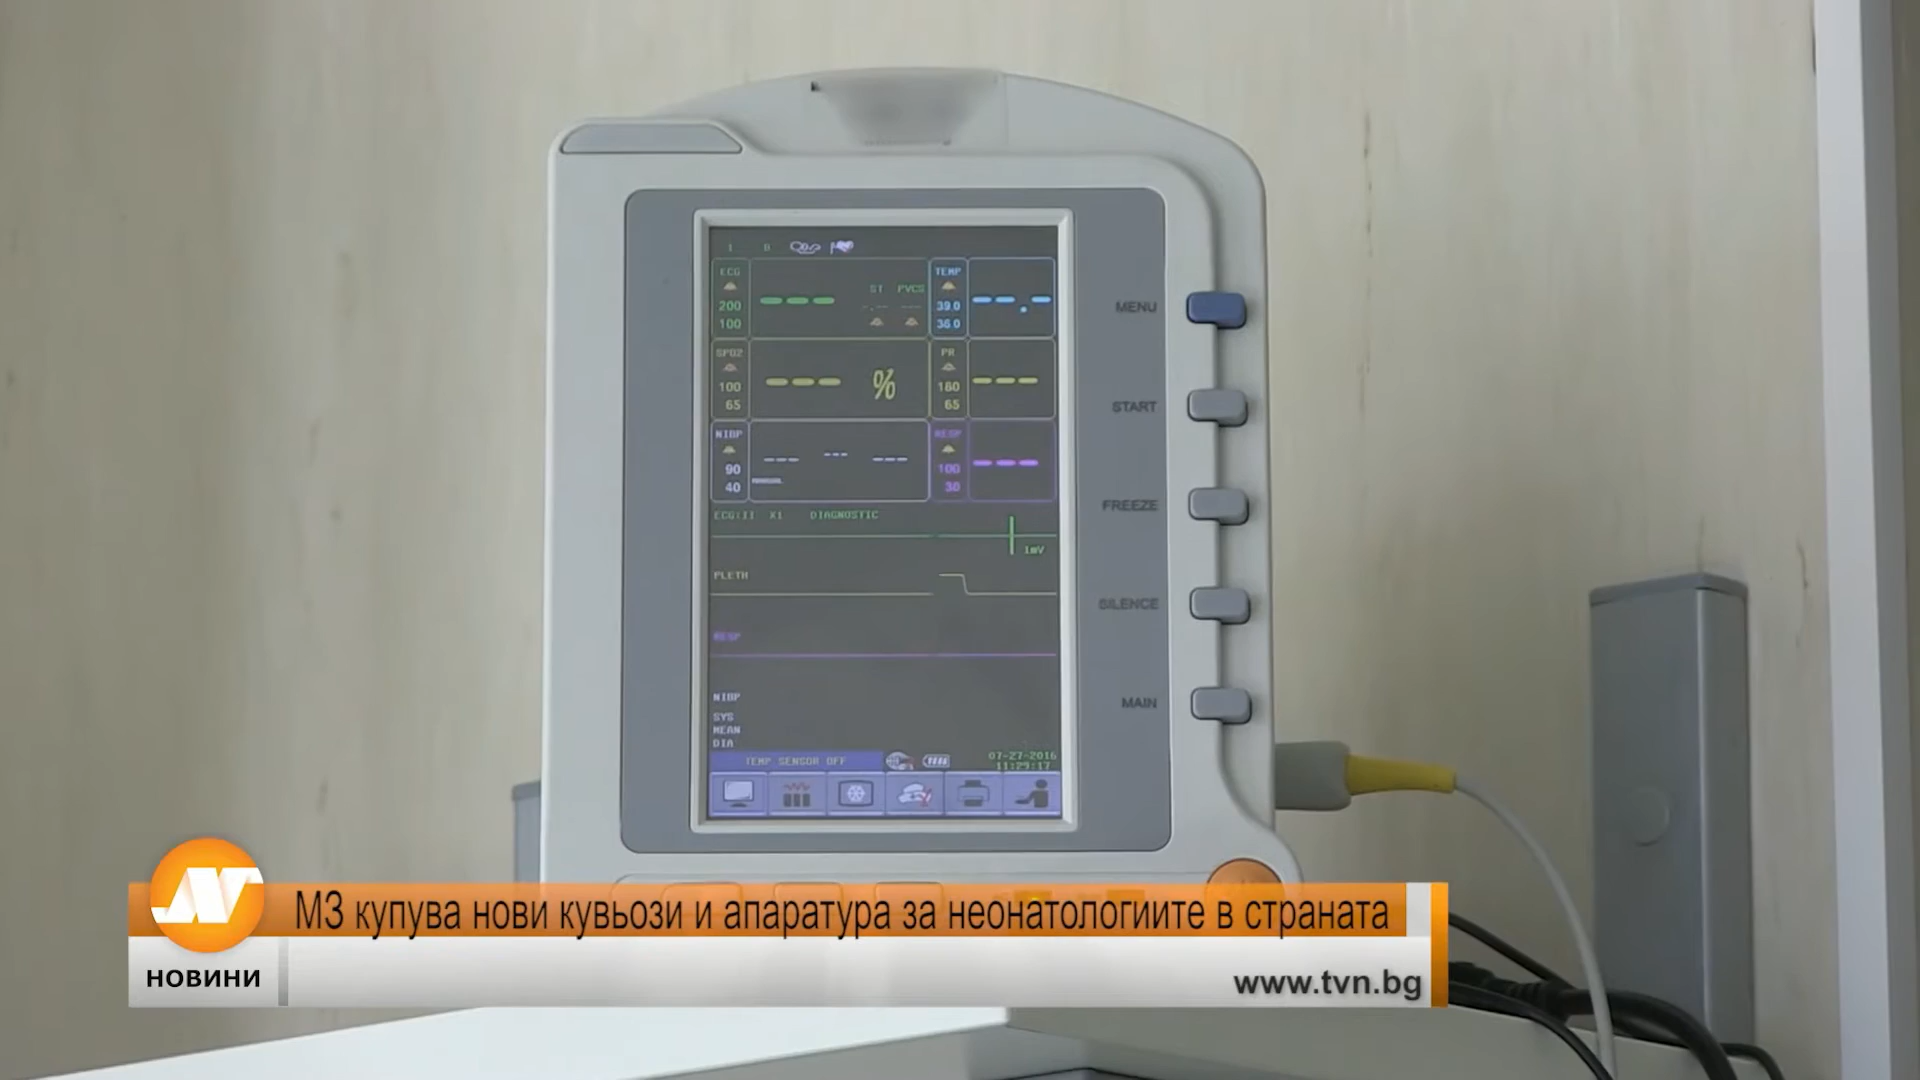 ECG
200
100
ST PVCS
TEMP
39.0
36.0
SPO2
100
65
%
PR
180
65
NIBP
90
40
MANUAL
RESP
100
30
ECG:II X1 DIAGNOSTIC
1mV
PLETH
RESP
NIBP
SYS
MEAN
DIA
TEMP SENSOR OFF
07-27-2016
11:29:17
MENU
START
FREEZE
SILENCE
MAIN
МЗ купува нови кувьози и апаратура за неонатологиите в страната
НОВИНИ
www.tvn.bg